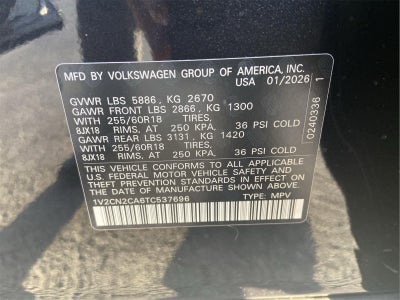 MFD BY VOLKSWAGEN GROUP OF AMERICA, INC.
USA 01/2026
GVWR LBS 5886, KG 2670
GAWR FRONT LBS 2866, KG 1300
WITH 255/60R18 TIRES.
8JX18 RIMS, AT 250 KPA. 36 PSI COLD
GAWR REAR LBS 3131, KG 1420
WITH 255/60R18 TIRES.
8JX18 RIMS, AT 250 KPA. 36 PSI COLD
THIS VEHICLE CONFORMS TO ALL APPLICABLE
U.S. FEDERAL MOTOR VEHICLE SAFETY
AND THEFT PREVENTION STANDARDS IN EFFECT ON
THE DATE OF MANUFACTURE SHOWN ABOVE.
1V2CN2CA6TC537696 TYPE: MPV
0240336 1